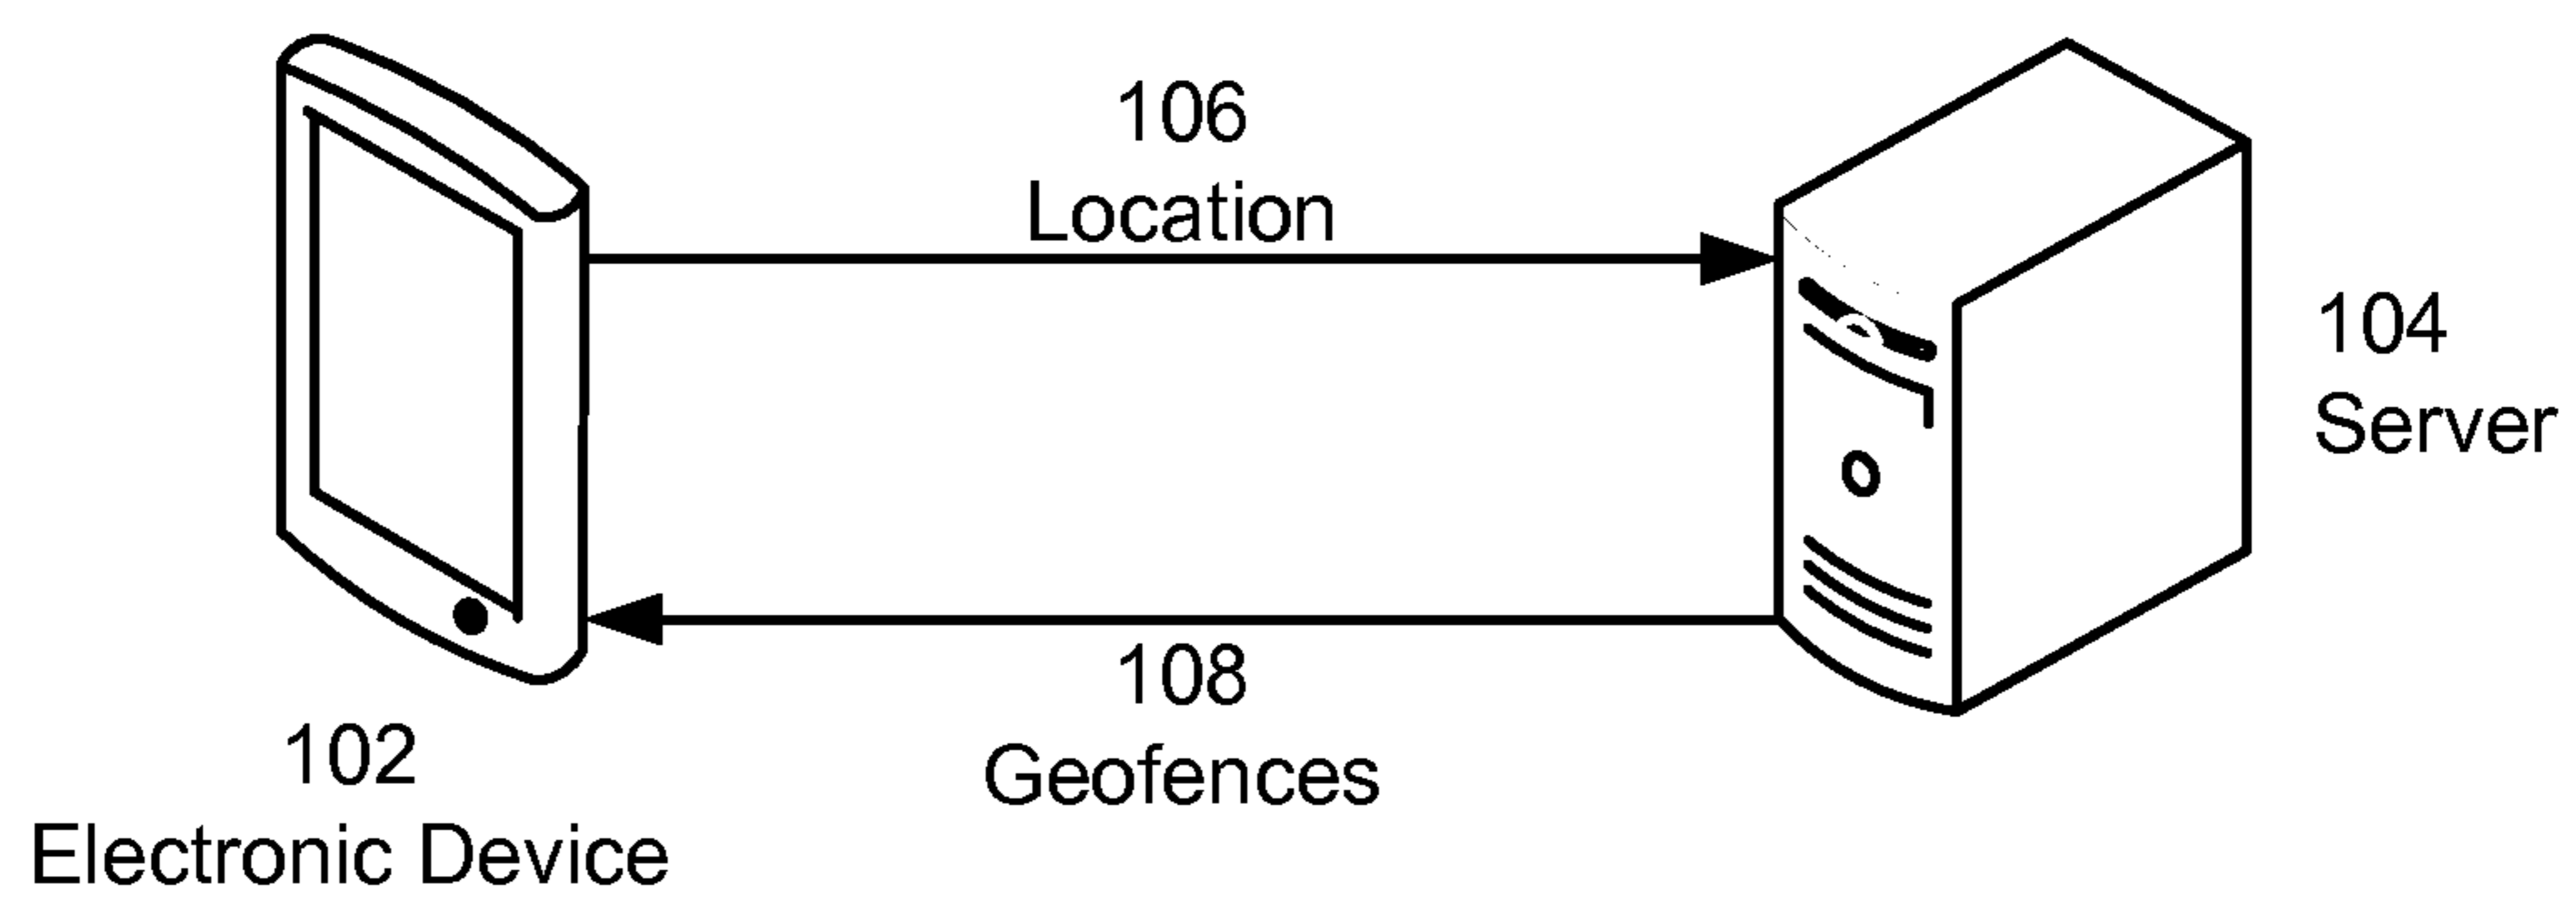 106
Location
104
Server
108
Geofences
102
Electronic Device